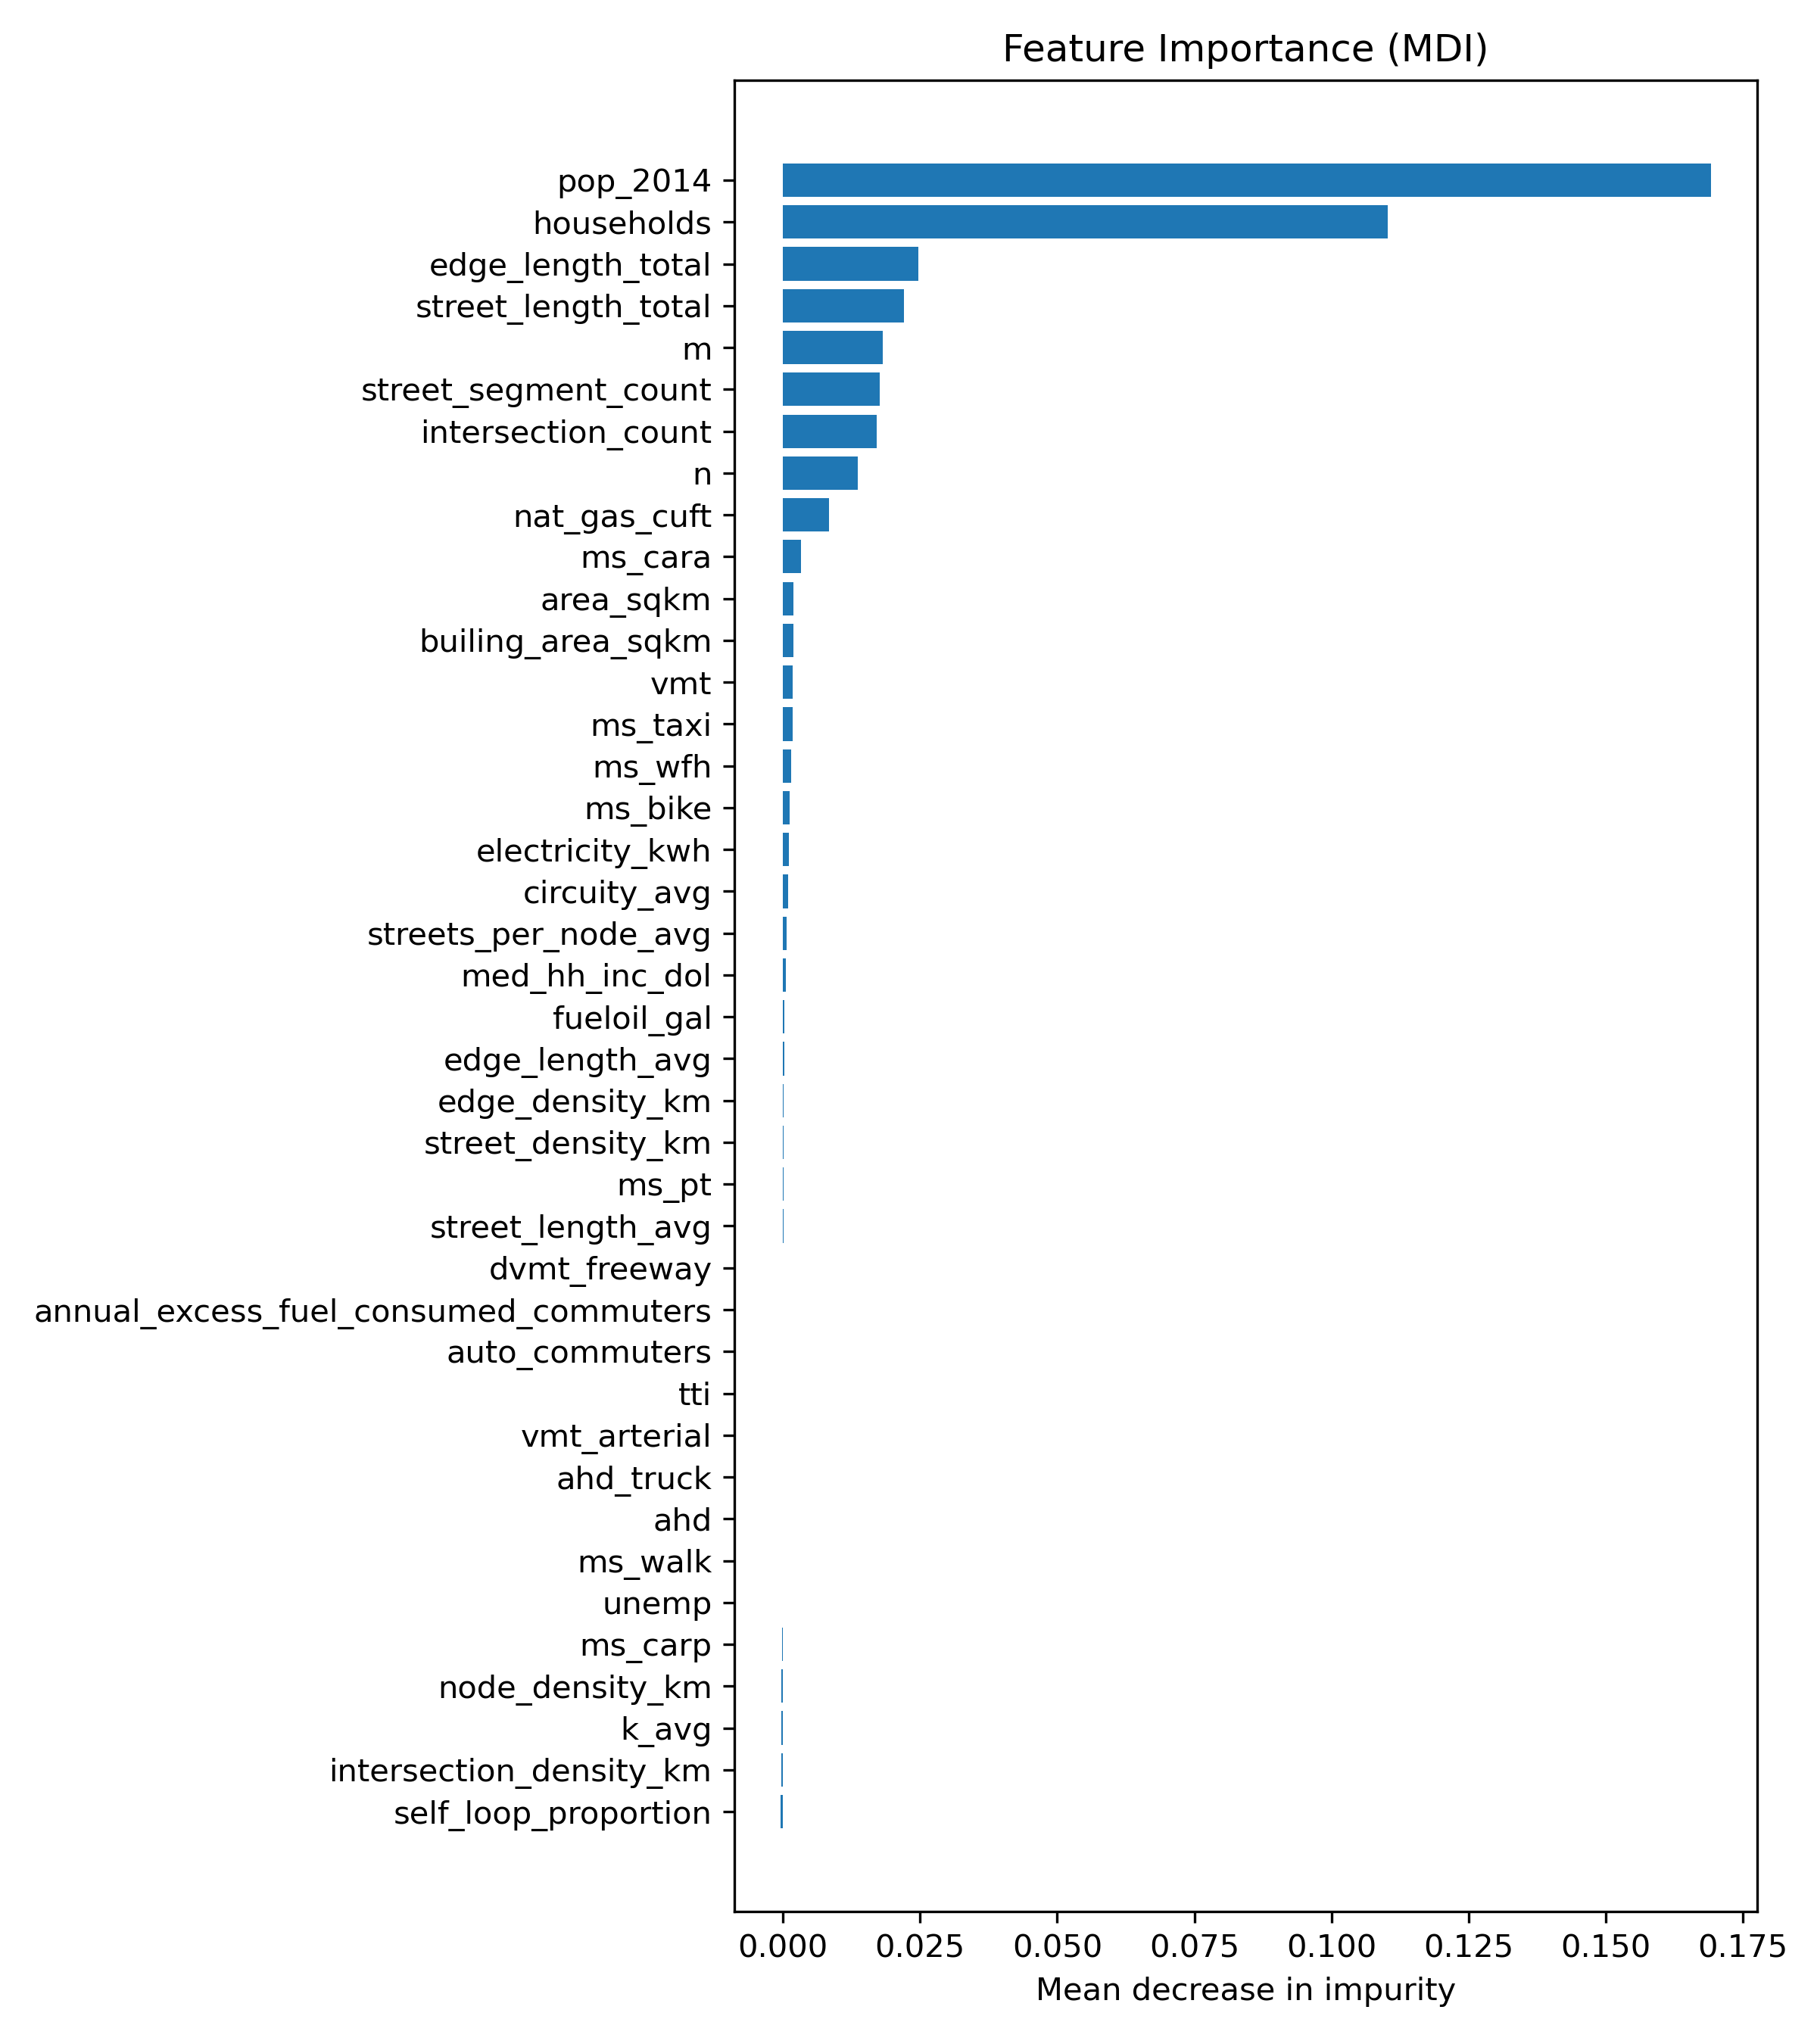 Feature Importance (MDI)
pop_2014
households
edge_length_total
street_length_total
m
street_segment_count
intersection_count
n
nat_gas_cuft
ms_cara
area_sqkm
builing_area_sqkm
vmt
ms_taxi
ms_wfh
ms_bike
electricity_kwh
circuity_avg
streets_per_node_avg
med_hh_inc_dol
fueloil_gal
edge_length_avg
edge_density_km
street_density_km
ms_pt
street_length_avg
dvmt_freeway
annual_excess_fuel_consumed_commuters
auto_commuters
tti
vmt_arterial
ahd_truck
ahd
ms_walk
unemp
ms_carp
node_density_km
k_avg
intersection_density_km
self_loop_proportion
0.000 0.025 0.050 0.075 0.100 0.125 0.150 0.175
Mean decrease in impurity